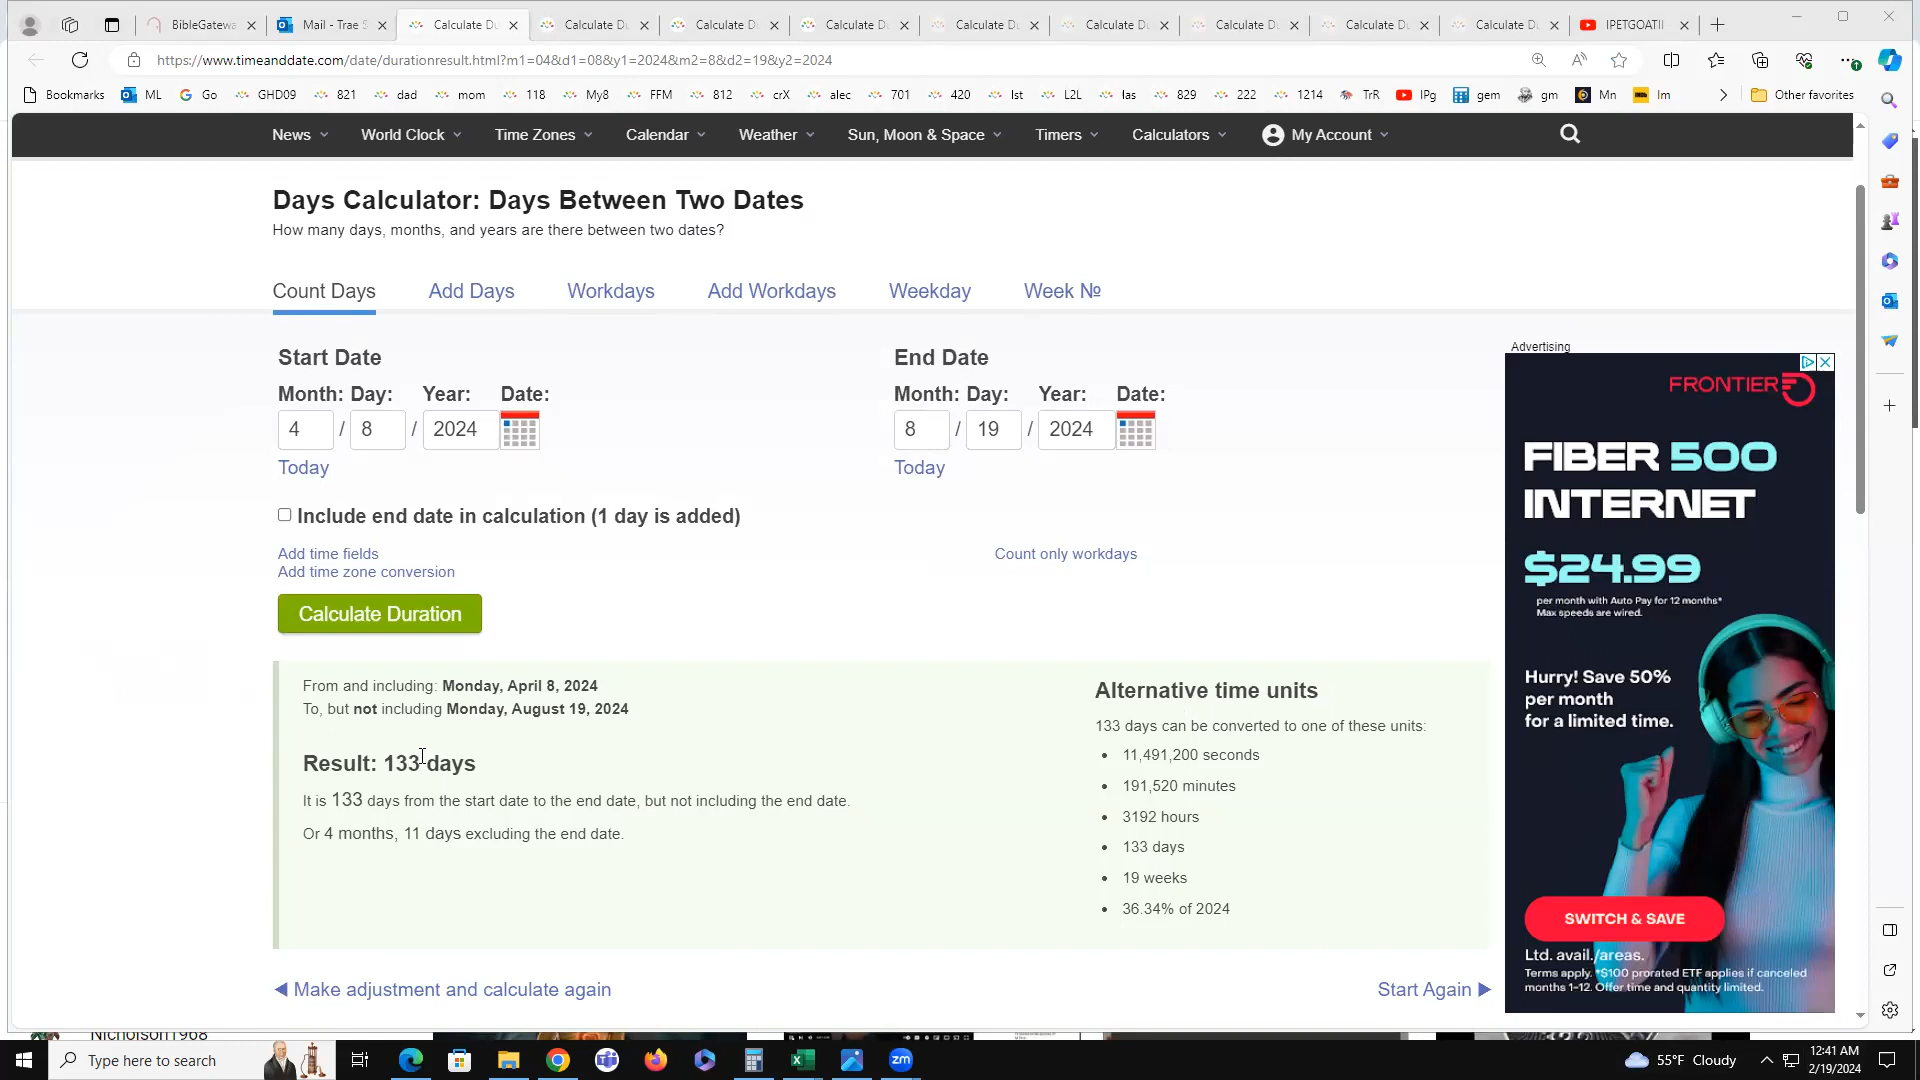 BibleGatewa
Mail - Trae S
Calculate Du
Calculate Du
Calculate Du
Calculate Du
Calculate Du
Calculate Du
Calculate Du
Calculate Du
Calculate Du
IPETGOATII
https://www.timeanddate.com/date/durationresult.html?m1=04&d1=08&y1=2024&m2=8&d2=19&y2=2024
Bookmarks ML Go GHD09 821 dad mom 118 My8 FFM 812 crX alec 701 420 lst L2L las 829 222 1214 TrR IPg gem gm Mn Im Other favorites
News World Clock Time Zones Calendar Weather Sun, Moon & Space Timers Calculators My Account
Days Calculator: Days Between Two Dates
How many days, months, and years are there between two dates?
Count Days Add Days Workdays Add Workdays Weekday Week №
Start Date
Month: Day: Year: Date:
4 / 8 / 2024
Today
End Date
Month: Day: Year: Date:
8 / 19 / 2024
Today
Include end date in calculation (1 day is added)
Add time fields
Add time zone conversion
Count only workdays
Calculate Duration
From and including: Monday, April 8, 2024
To, but not including Monday, August 19, 2024
Result: 133 days
It is 133 days from the start date to the end date, but not including the end date.
Or 4 months, 11 days excluding the end date.
Alternative time units
133 days can be converted to one of these units:
11,491,200 seconds
191,520 minutes
3192 hours
133 days
19 weeks
36.34% of 2024
Make adjustment and calculate again
Start Again
Advertising
FRONTIER
FIBER 500
INTERNET
$24.99
per month with Auto Pay for 12 months*
Max speeds are wired.
Hurry! Save 50%
per month
for a limited time.
SWITCH & SAVE
Ltd. avail./areas.
Terms apply. *$100 prorated ETF applies if canceled
months 1-12. Offer time and quantity limited.
Nicholson1968
Type here to search
zm
55°F Cloudy
12:41 AM
2/19/2024